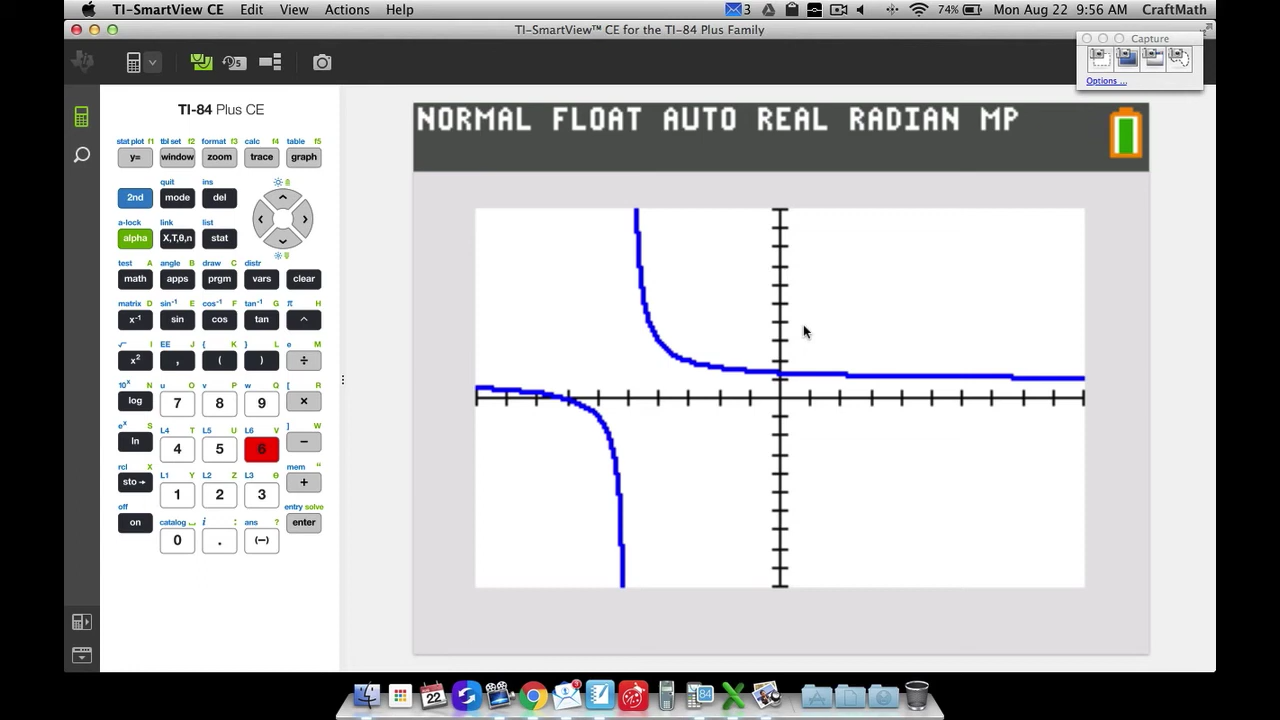 TI-SmartView CE Edit View Actions Help 3 74% Mon Aug 22 9:56 AM CraftMath
TI-SmartView™ CE for the TI-84 Plus Family
Capture
Options ...
TI-84 Plus CE
NORMAL FLOAT AUTO REAL RADIAN MP
stat plot f1 tbl set f2 format f3 calc f4 table f5
y= window zoom trace graph
quit ins
2nd mode del
a-lock link list
alpha X,T,θ,n stat
test A angle B draw C distr
math apps prgm vars clear
matrix D sin⁻¹ E cos⁻¹ F tan⁻¹ G π H
x⁻¹ sin cos tan ^
√ I EE J { K } L e M
x² , ( ) ÷
10ˣ N u O v P w Q [ R
log 7 8 9 ×
eˣ S L4 T L5 U L6 V ] W
ln 4 5 6 −
rcl X L1 Y L2 Z L3 θ mem "
sto→ 1 2 3 +
off catalog ␣ i : ans ? entry solve
on 0 . (−) enter
3
22
84